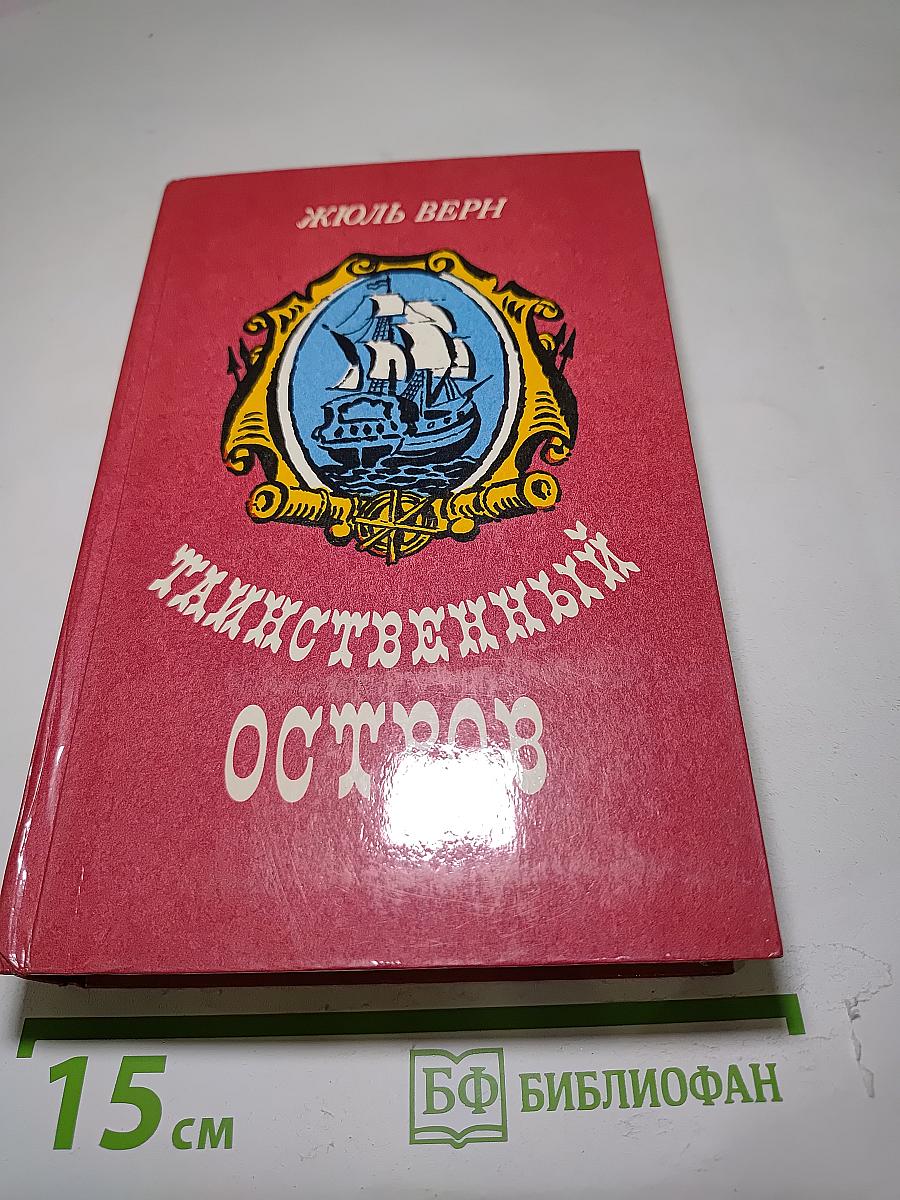 ЖЮЛЬ ВЕРН
ТАИНСТВЕННЫЙ
ОСТРОВ
15 см
БФ БИБЛИОФАН